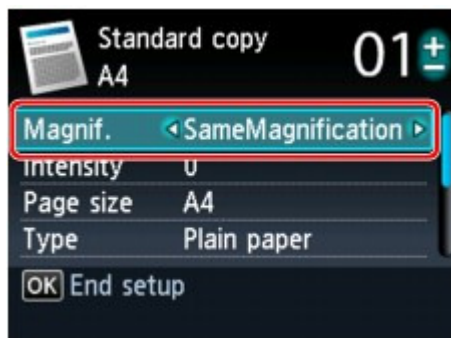 Standard copy
A4
01
Magnif. SameMagnification
Intensity 0
Page size A4
Type Plain paper
OK End setup